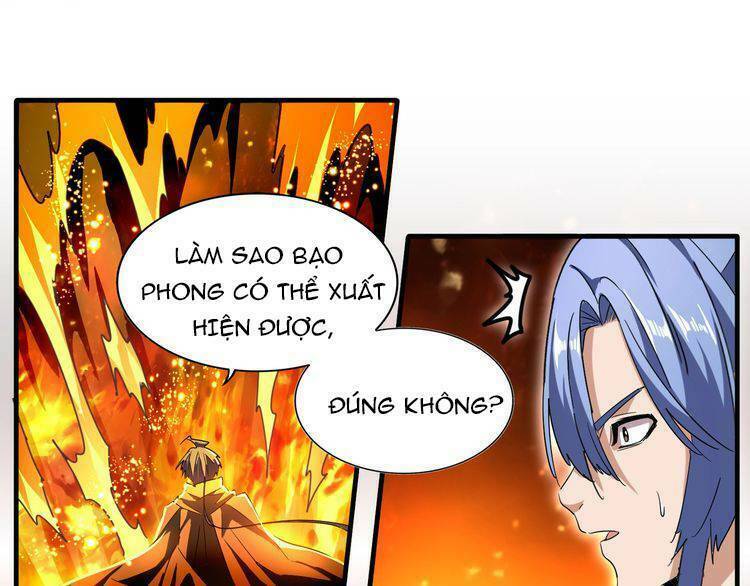 LÀM SAO BẠO
PHONG CÓ THỂ XUẤT
HIỆN ĐƯỢC,
ĐÚNG KHÔNG?